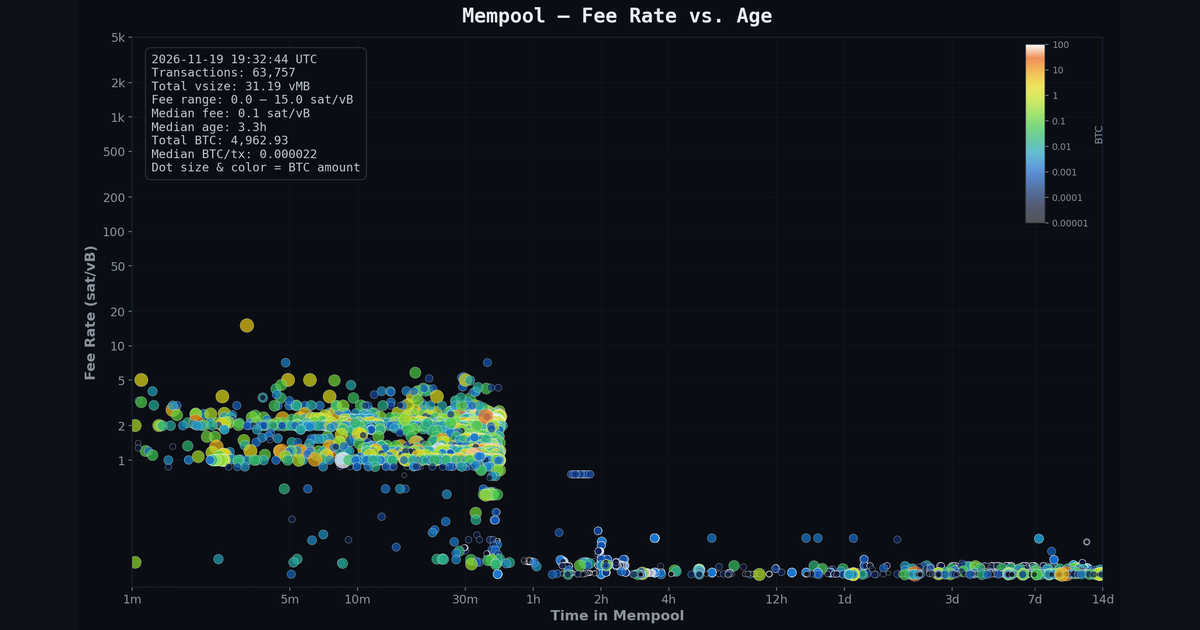 Mempool — Fee Rate vs. Age
2026-11-19 19:32:44 UTC
Transactions: 63,757
Total vsize: 31.19 vMB
Fee range: 0.0 — 15.0 sat/vB
Median fee: 0.1 sat/vB
Median age: 3.3h
Total BTC: 4,962.93
Median BTC/tx: 0.000022
Dot size & color = BTC amount
100
10
1
0.1
0.01
0.001
0.0001
0.00001
BTC
5k
2k
1k
500
200
100
50
20
10
5
2
1
Fee Rate (sat/vB)
1m 5m 10m 30m 1h 2h 4h 12h 1d 3d 7d 14d
Time in Mempool